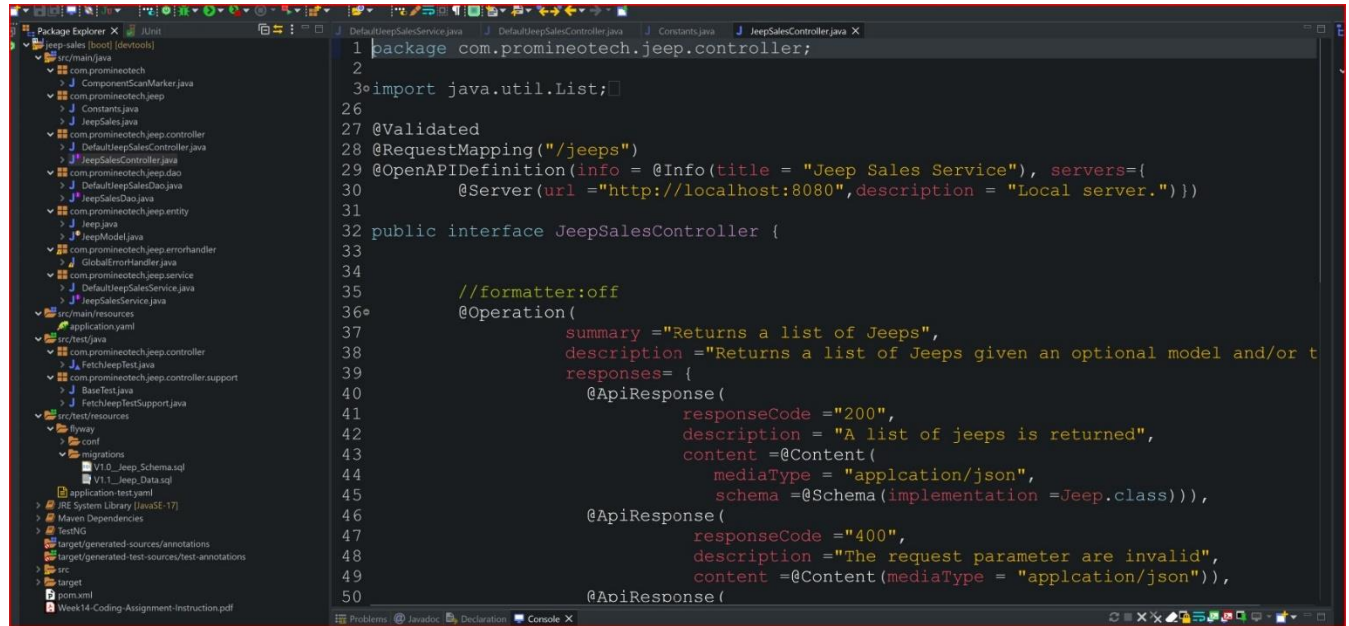 Package Explorer X JUnit
jeep-sales [boot] [devtools]
src/main/java
com.promineotech
ComponentScanMarker.java
com.promineotech.jeep
Constants.java
JeepSales.java
com.promineotech.jeep.controller
DefaultJeepSalesController.java
JeepSalesController.java
com.promineotech.jeep.dao
DefaultJeepSalesDao.java
JeepSalesDao.java
com.promineotech.jeep.entity
Jeep.java
JeepModel.java
com.promineotech.jeep.errorhandler
GlobalErrorHandler.java
com.promineotech.jeep.service
DefaultJeepSalesService.java
JeepSalesService.java
src/main/resources
application.yaml
src/test/java
com.promineotech.jeep.controller
FetchJeepTest.java
com.promineotech.jeep.controller.support
BaseTest.java
FetchJeepTestSupport.java
src/test/resources
flyway
conf
migrations
V1.0__Jeep_Schema.sql
V1.1__Jeep_Data.sql
application-test.yaml
JRE System Library [JavaSE-17]
Maven Dependencies
TestNG
target/generated-sources/annotations
target/generated-test-sources/test-annotations
src
target
pom.xml
Week14-Coding-Assignment-Instruction.pdf
DefaultJeepSalesService.java DefaultJeepSalesController.java Constants.java JeepSalesController.java X
1 package com.promineotech.jeep.controller;
2
3 import java.util.List;
26
27 @Validated
28 @RequestMapping("/jeeps")
29 @OpenAPIDefinition(info = @Info(title = "Jeep Sales Service"), servers={
30 @Server(url ="http://localhost:8080",description = "Local server.")})
31
32 public interface JeepSalesController {
33
34
35 //formatter:off
36 @Operation(
37 summary ="Returns a list of Jeeps",
38 description ="Returns a list of Jeeps given an optional model and/or t
39 responses= {
40 @ApiResponse(
41 responseCode ="200",
42 description = "A list of jeeps is returned",
43 content =@Content(
44 mediaType = "applcation/json",
45 schema =@Schema(implementation =Jeep.class))),
46 @ApiResponse(
47 responseCode ="400",
48 description ="The request parameter are invalid",
49 content =@Content(mediaType = "applcation/json")),
50 @ApiResponse(
Problems @ Javadoc Declaration Console X